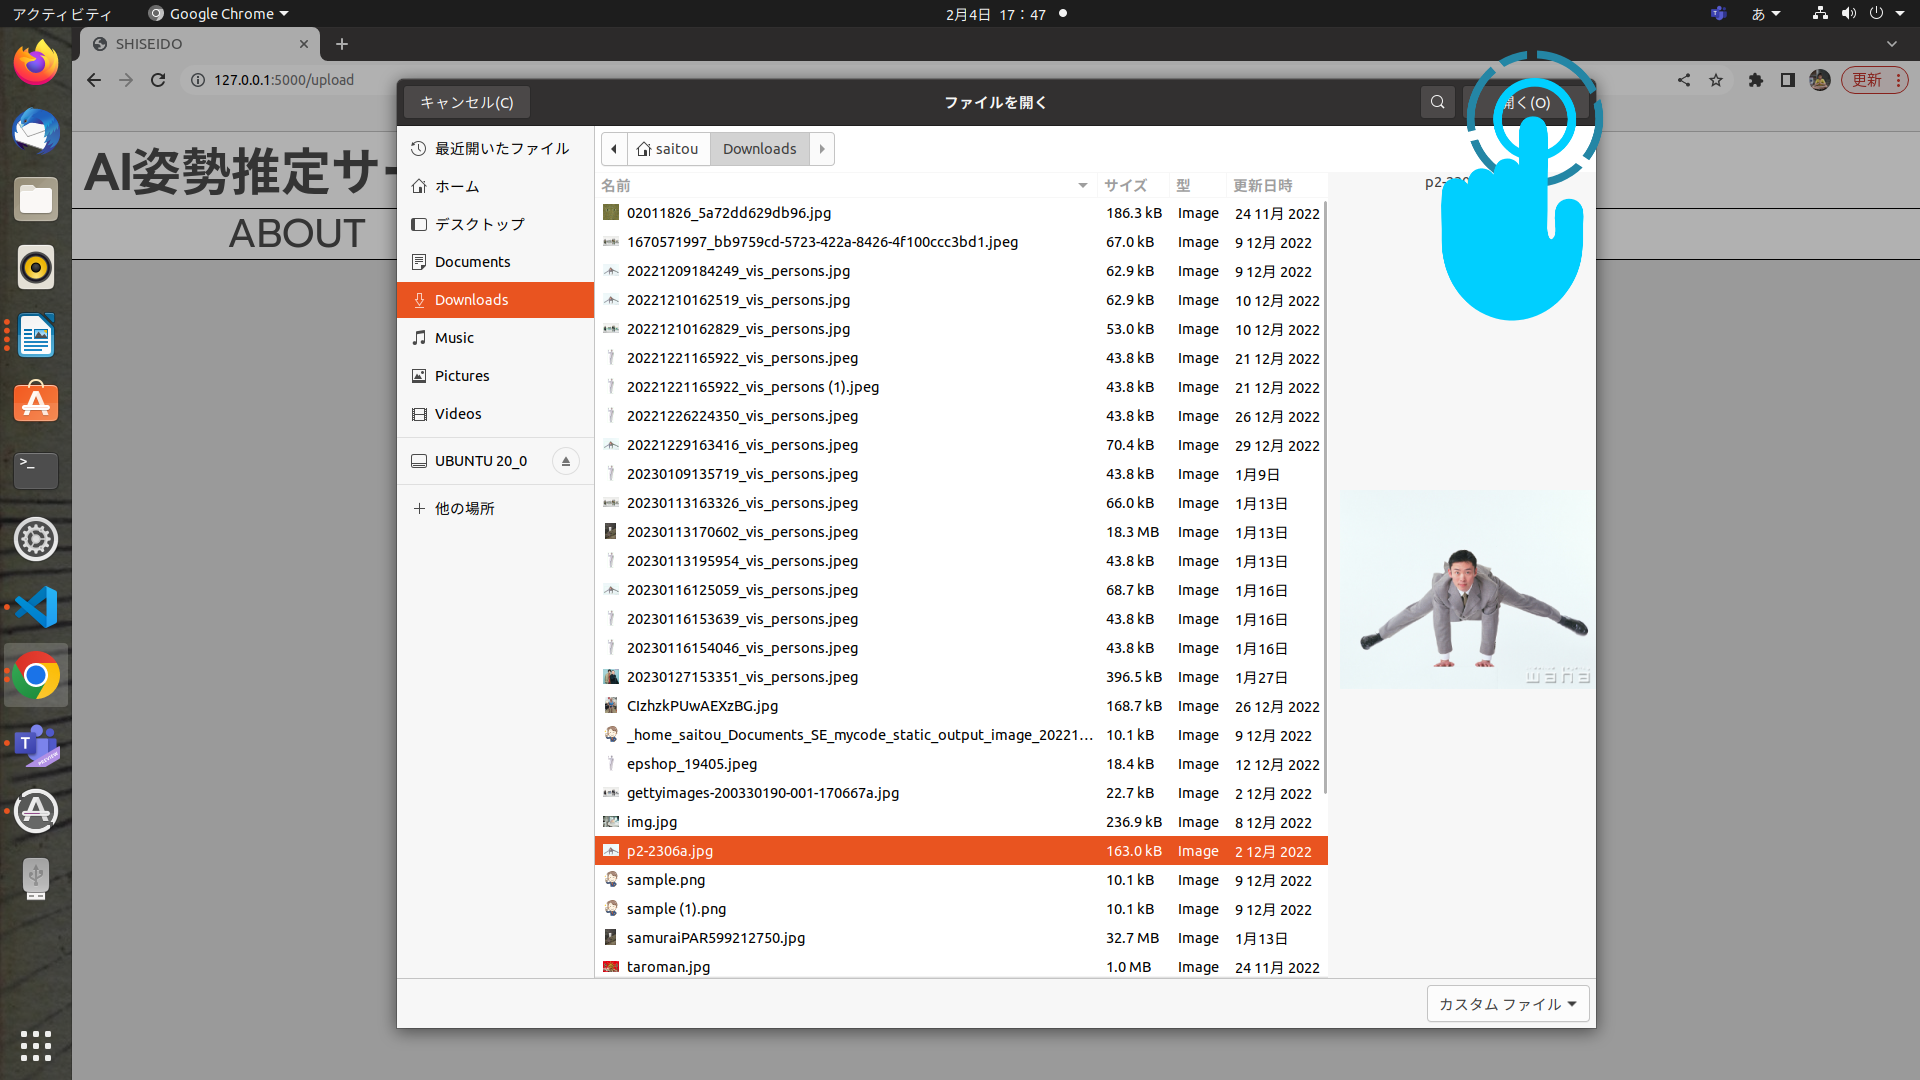 アクティビティ
Google Chrome
2月4日 17：47
あ
SHISEIDO
127.0.0.1:5000/upload
更新
AI姿勢推定サー
ABOUT
キャンセル(C)
ファイルを開く
開く(O)
最近開いたファイル
ホーム
デスクトップ
Documents
Downloads
Music
Pictures
Videos
UBUNTU 20_0
他の場所
saitou
Downloads
名前 サイズ 型 更新日時
02011826_5a72dd629db96.jpg 186.3 kB Image 24 11月 2022
1670571997_bb9759cd-5723-422a-8426-4f100ccc3bd1.jpeg 67.0 kB Image 9 12月 2022
20221209184249_vis_persons.jpg 62.9 kB Image 9 12月 2022
20221210162519_vis_persons.jpg 62.9 kB Image 10 12月 2022
20221210162829_vis_persons.jpg 53.0 kB Image 10 12月 2022
20221221165922_vis_persons.jpeg 43.8 kB Image 21 12月 2022
20221221165922_vis_persons (1).jpeg 43.8 kB Image 21 12月 2022
20221226224350_vis_persons.jpeg 43.8 kB Image 26 12月 2022
20221229163416_vis_persons.jpeg 70.4 kB Image 29 12月 2022
20230109135719_vis_persons.jpeg 43.8 kB Image 1月9日
20230113163326_vis_persons.jpeg 66.0 kB Image 1月13日
20230113170602_vis_persons.jpeg 18.3 MB Image 1月13日
20230113195954_vis_persons.jpeg 43.8 kB Image 1月13日
20230116125059_vis_persons.jpeg 68.7 kB Image 1月16日
20230116153639_vis_persons.jpeg 43.8 kB Image 1月16日
20230116154046_vis_persons.jpeg 43.8 kB Image 1月16日
20230127153351_vis_persons.jpeg 396.5 kB Image 1月27日
CIzhzkPUwAEXzBG.jpg 168.7 kB Image 26 12月 2022
_home_saitou_Documents_SE_mycode_static_output_image_20221... 10.1 kB Image 9 12月 2022
epshop_19405.jpeg 18.4 kB Image 12 12月 2022
gettyimages-200330190-001-170667a.jpg 22.7 kB Image 2 12月 2022
img.jpg 236.9 kB Image 8 12月 2022
p2-2306a.jpg 163.0 kB Image 2 12月 2022
sample.png 10.1 kB Image 9 12月 2022
sample (1).png 10.1 kB Image 9 12月 2022
samuraiPAR599212750.jpg 32.7 MB Image 1月13日
taroman.jpg 1.0 MB Image 24 11月 2022
p2-230
カスタム ファイル